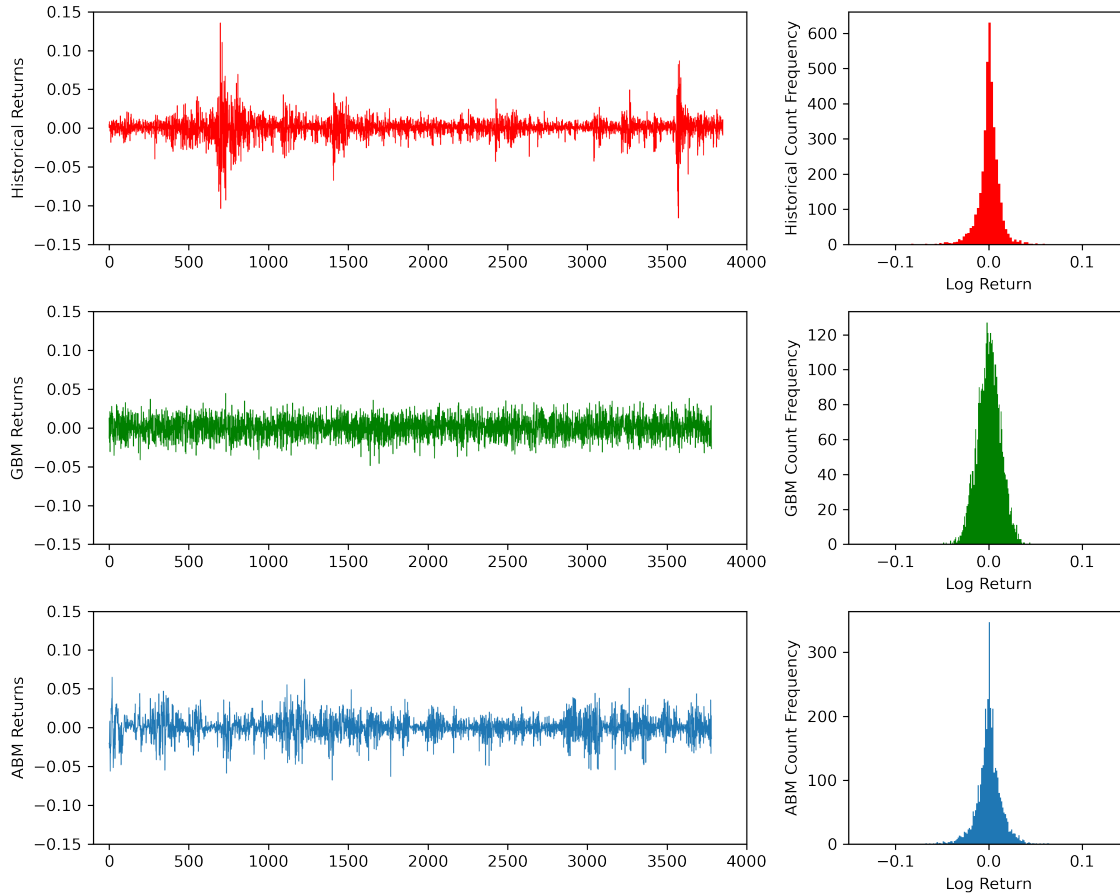 Historical Returns
0.15
0.10
0.05
0.00
−0.05
−0.10
−0.15
0 500 1000 1500 2000 2500 3000 3500 4000
Historical Count Frequency
600
500
400
300
200
100
0
−0.1 0.0 0.1
Log Return
GBM Returns
0.15
0.10
0.05
0.00
−0.05
−0.10
−0.15
0 500 1000 1500 2000 2500 3000 3500 4000
GBM Count Frequency
120
100
80
60
40
20
0
−0.1 0.0 0.1
Log Return
ABM Returns
0.15
0.10
0.05
0.00
−0.05
−0.10
−0.15
0 500 1000 1500 2000 2500 3000 3500 4000
ABM Count Frequency
300
200
100
0
−0.1 0.0 0.1
Log Return